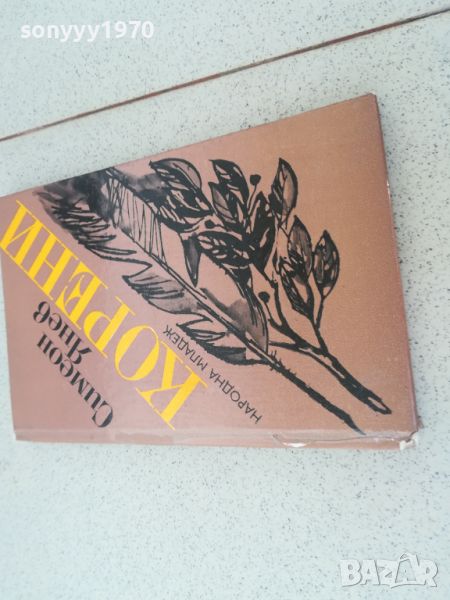 sonyyy1970
Симеон
Янев
КОРЕНИ
НАРОДНА МЛАДЕЖ
BAZAR